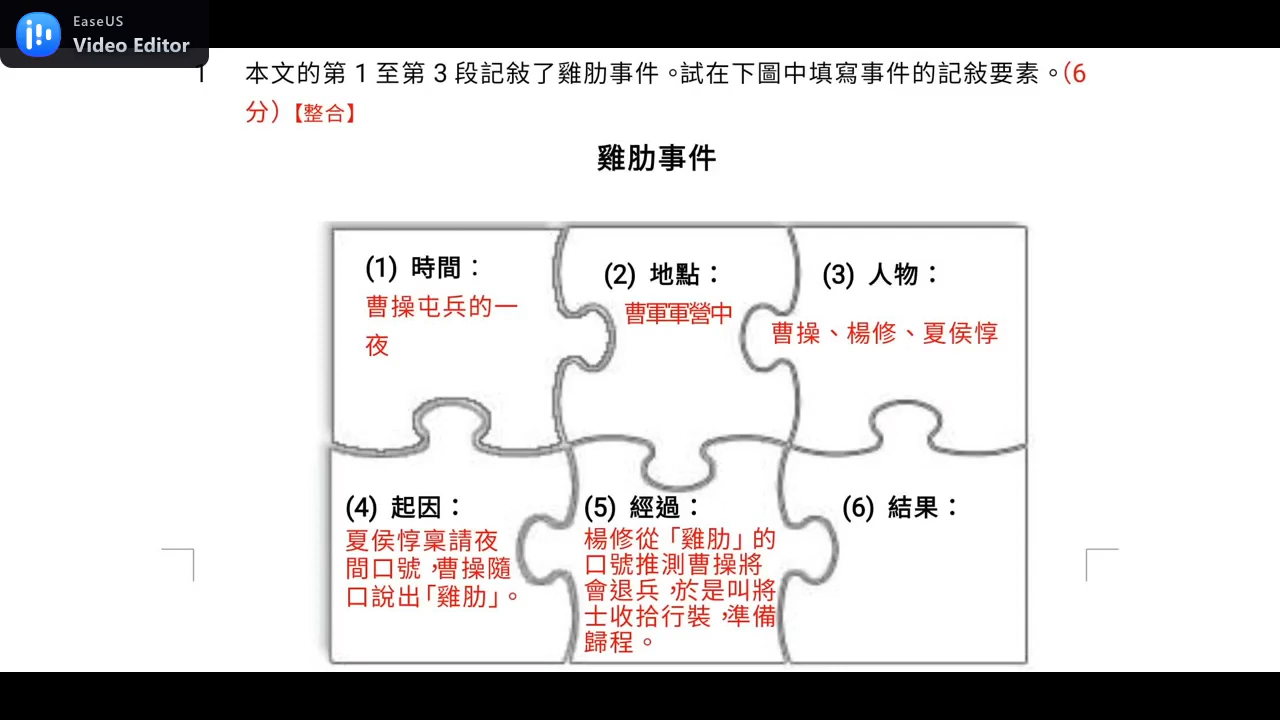 EaseUS
Video Editor
1 本文的第 1 至第 3 段記敍了雞肋事件。試在下圖中填寫事件的記敍要素。(6
分)【整合】
雞肋事件
(1) 時間：
曹操屯兵的一
夜
(2) 地點：
曹軍軍營中
(3) 人物：
曹操、楊修、夏侯惇
(4) 起因：
夏侯惇稟請夜
間口號，曹操隨
口說出「雞肋」。
(5) 經過：
楊修從「雞肋」的
口號推測曹操將
會退兵，於是叫將
士收拾行裝，準備
歸程。
(6) 結果：